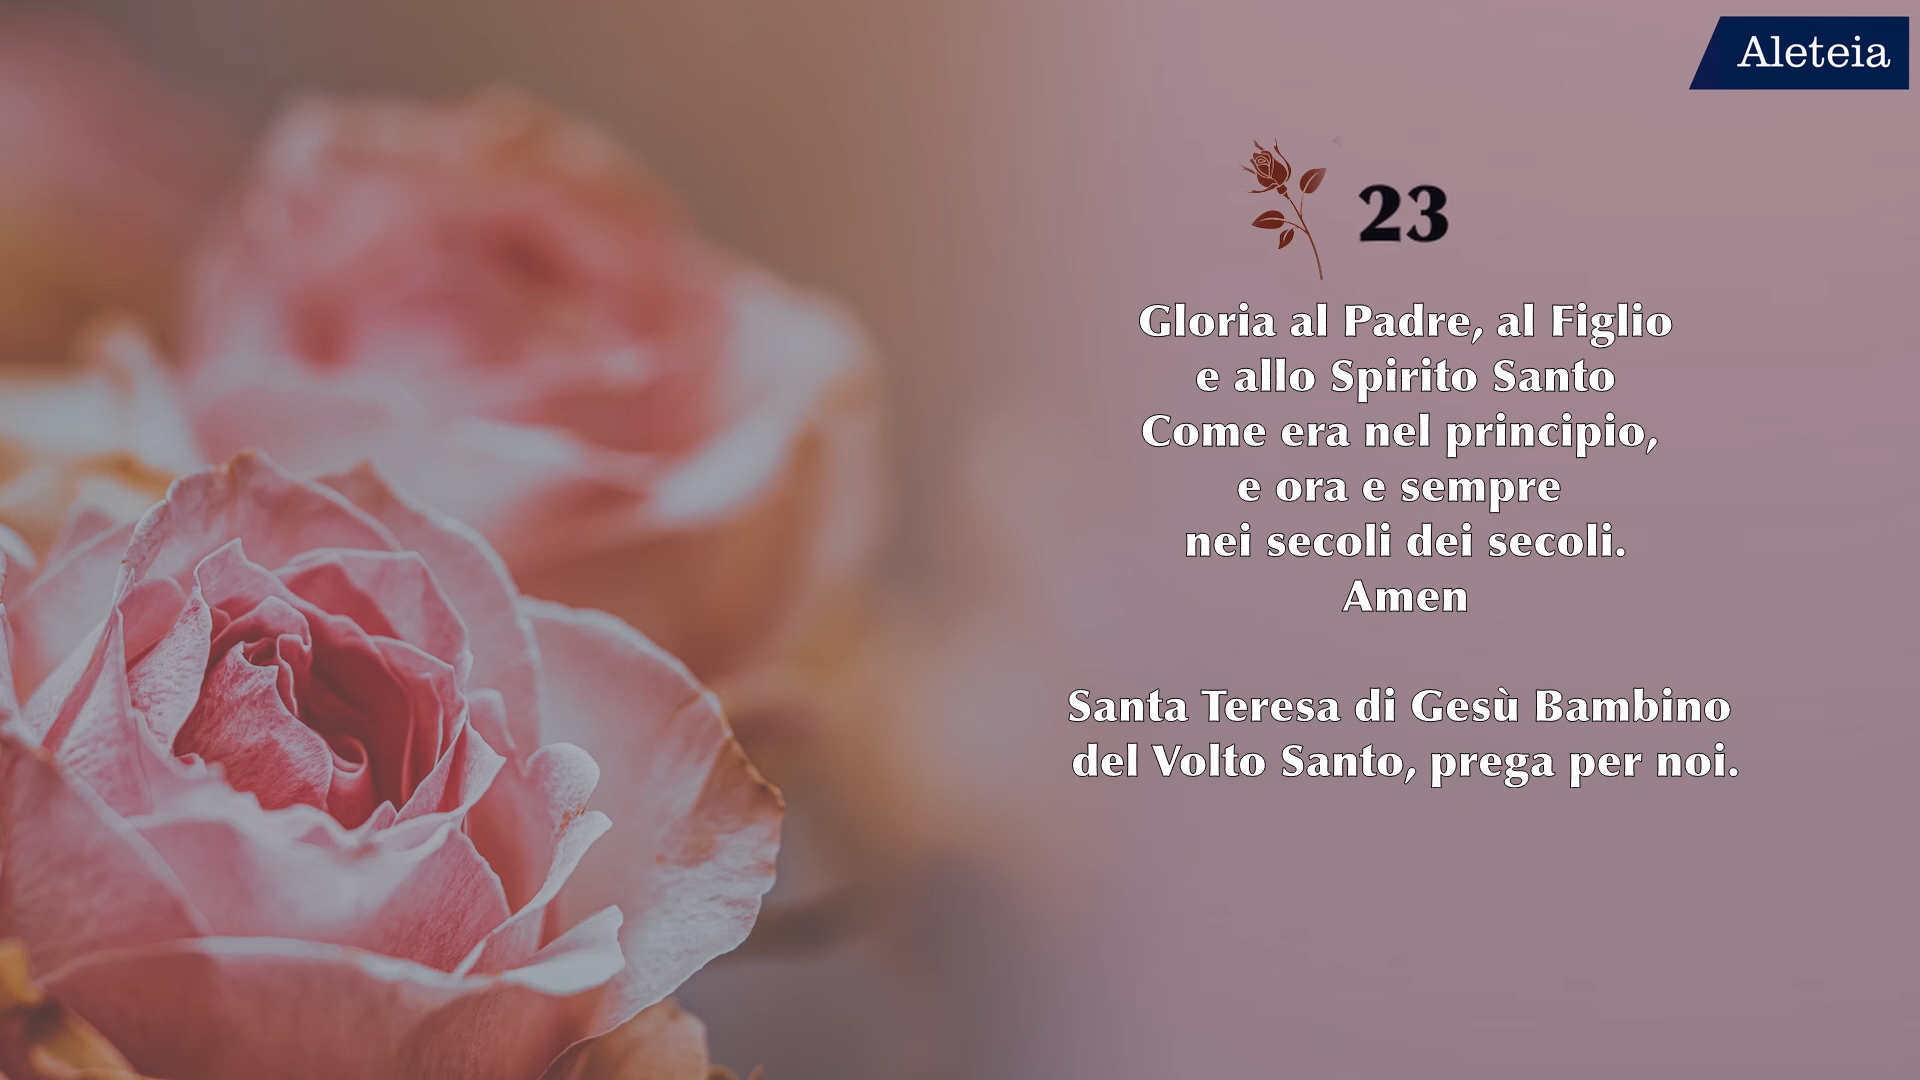 Aleteia
23
Gloria al Padre, al Figlio
e allo Spirito Santo
Come era nel principio,
e ora e sempre
nei secoli dei secoli.
Amen
Santa Teresa di Gesù Bambino
del Volto Santo, prega per noi.